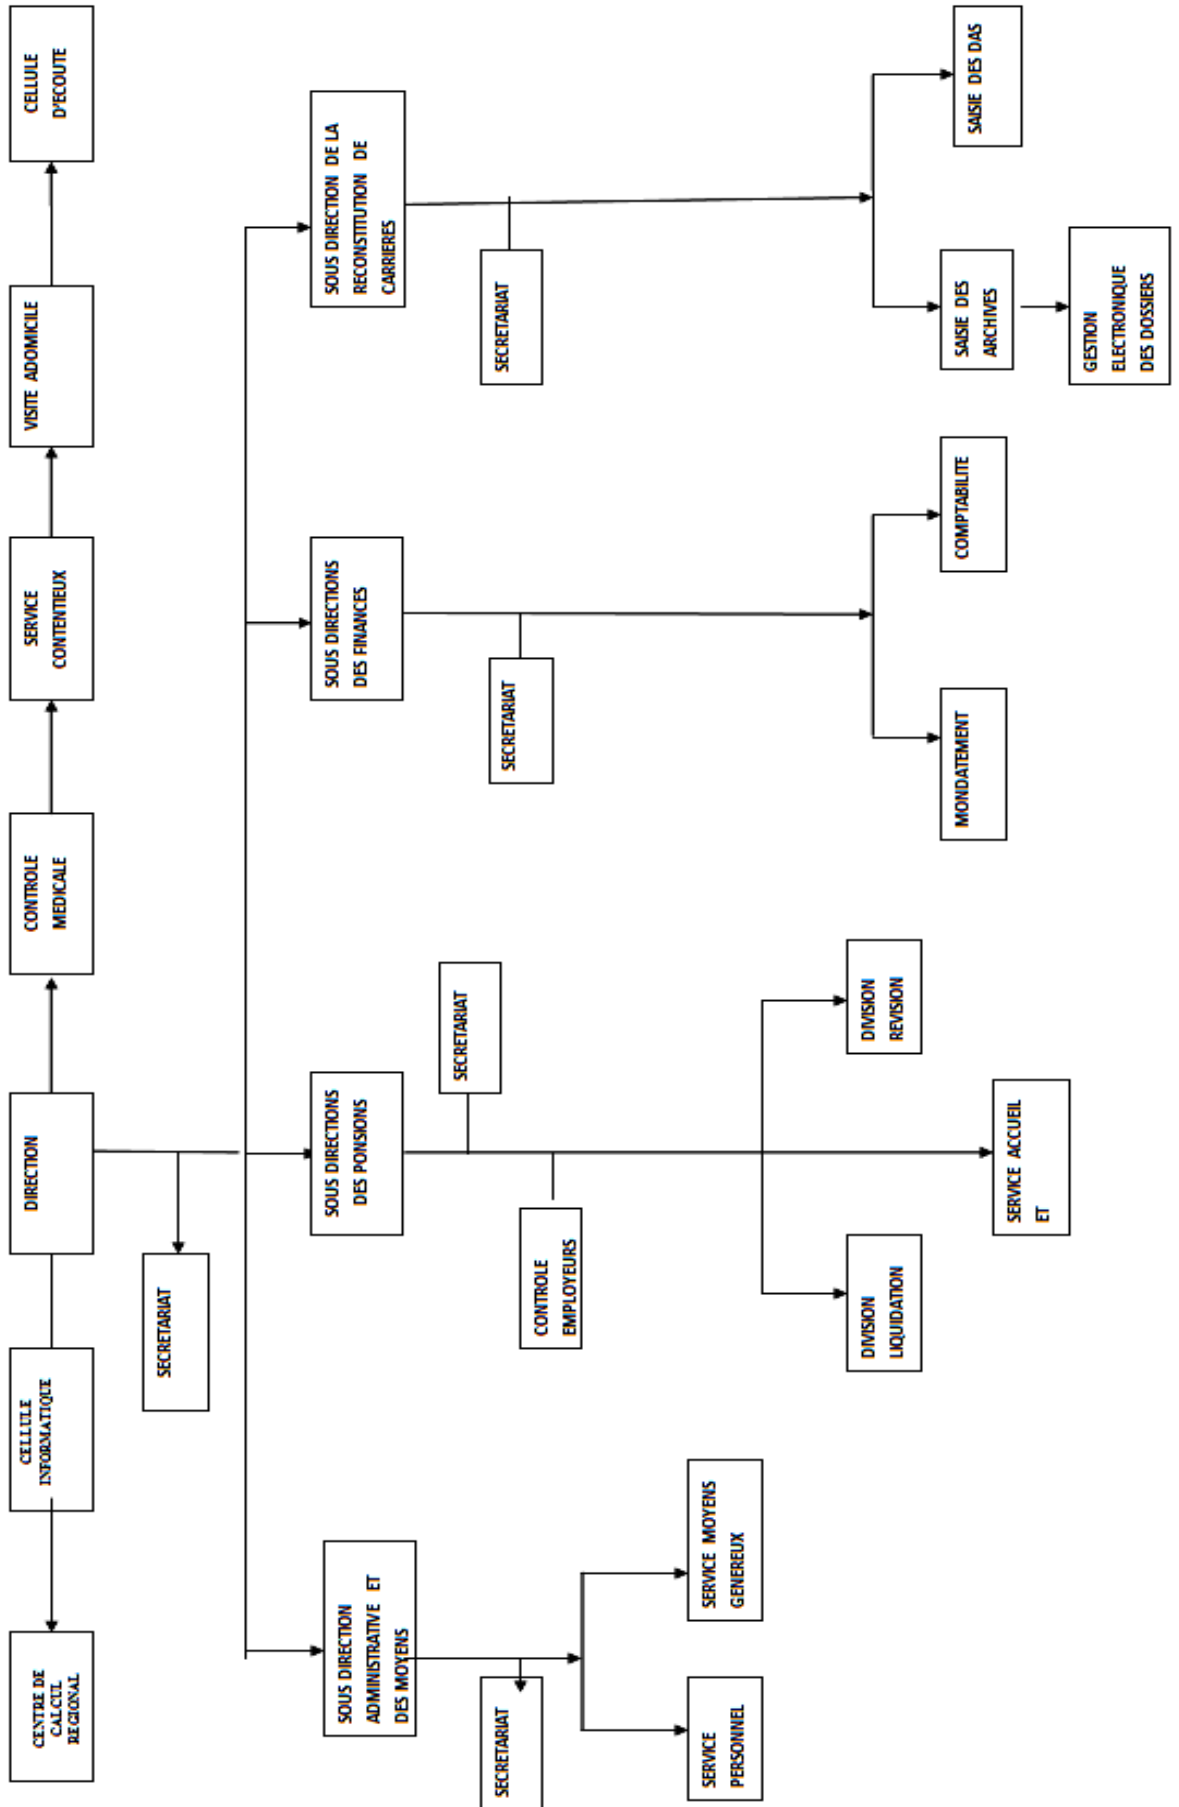 CENTRE DE
CALCUL
REGIONAL
CELLULE
INFORMATIQUE
DIRECTION
CONTROLE
MEDICALE
SERVICE
CONTENTIEUX
VISITE ADOMICILE
CELLULE
D'ECOUTE
SECRETARIAT
SOUS DIRECTION
ADMINISTRATIVE ET
DES MOYENS
SOUS DIRECTIONS
DES PONSIONS
SOUS DIRECTIONS
DES FINANCES
SOUS DIRECTION DE LA
RECONSTITUTION DE
CARRIERES
SECRETARIAT
SECRETARIAT
SECRETARIAT
SECRETARIAT
CONTROLE
EMPLOYEURS
SERVICE
PERSONNEL
SERVICE MOYENS
GENEREUX
DIVISION
LIQUIDATION
DIVISION
REVISION
SERVICE ACCUEIL
ET
MONDATEMENT
COMPTABILITE
SAISIE DES
ARCHIVES
SAISIE DES DAS
GESTION
ELECTRONIQUE
DES DOSSIERS